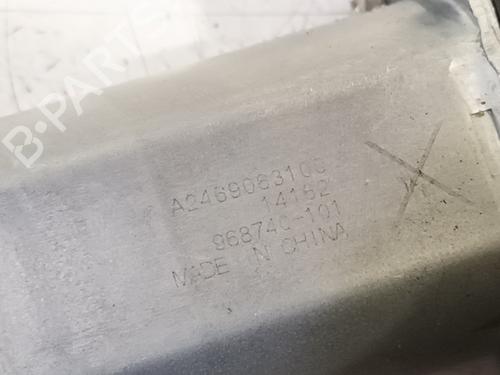 B-PARTS
A2469063100
14152
968740-101
MADE IN CHINA